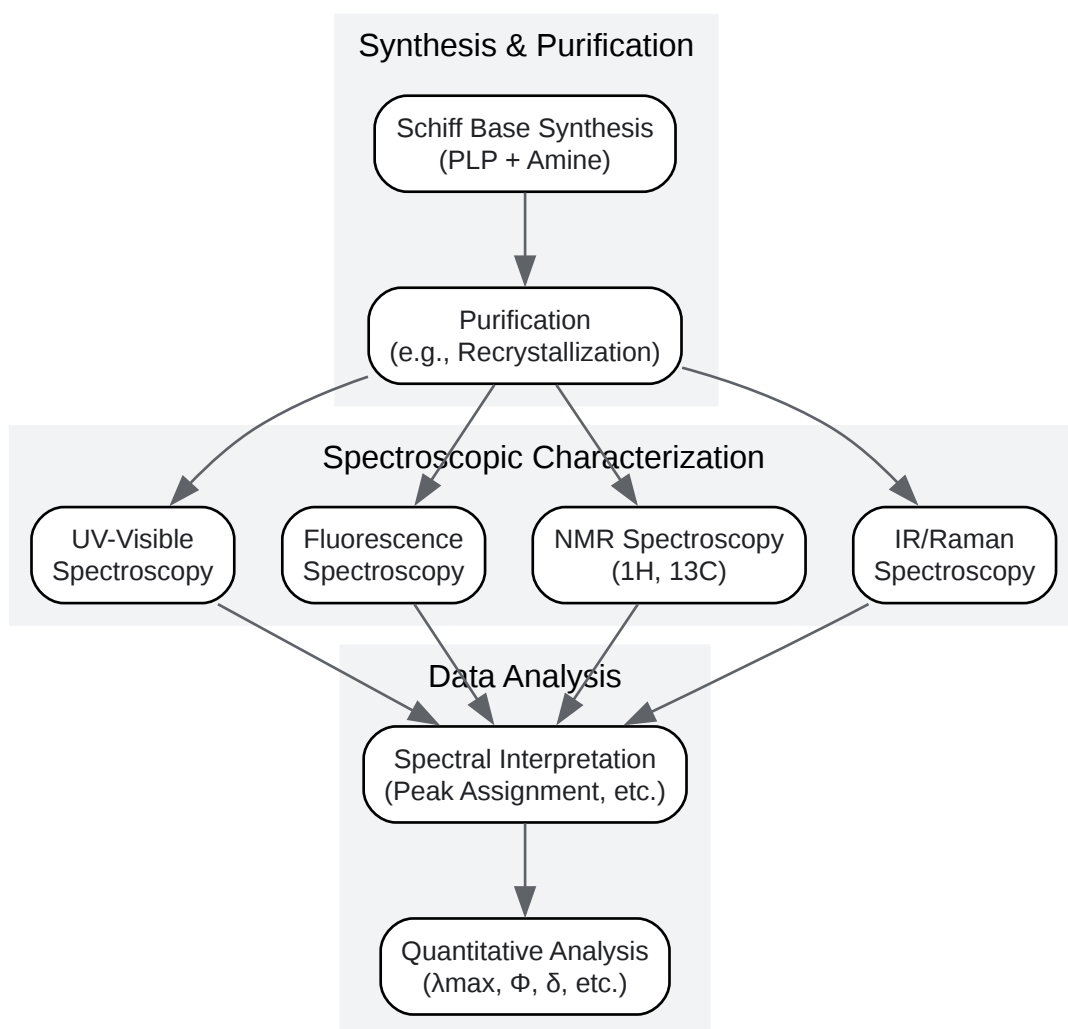 Synthesis & Purification
Schiff Base Synthesis
(PLP + Amine)
Purification
(e.g., Recrystallization)
Spectroscopic Characterization
UV-Visible
Spectroscopy
Fluorescence
Spectroscopy
NMR Spectroscopy
(1H, 13C)
IR/Raman
Spectroscopy
Data Analysis
Spectral Interpretation
(Peak Assignment, etc.)
Quantitative Analysis
(λmax, Φ, δ, etc.)